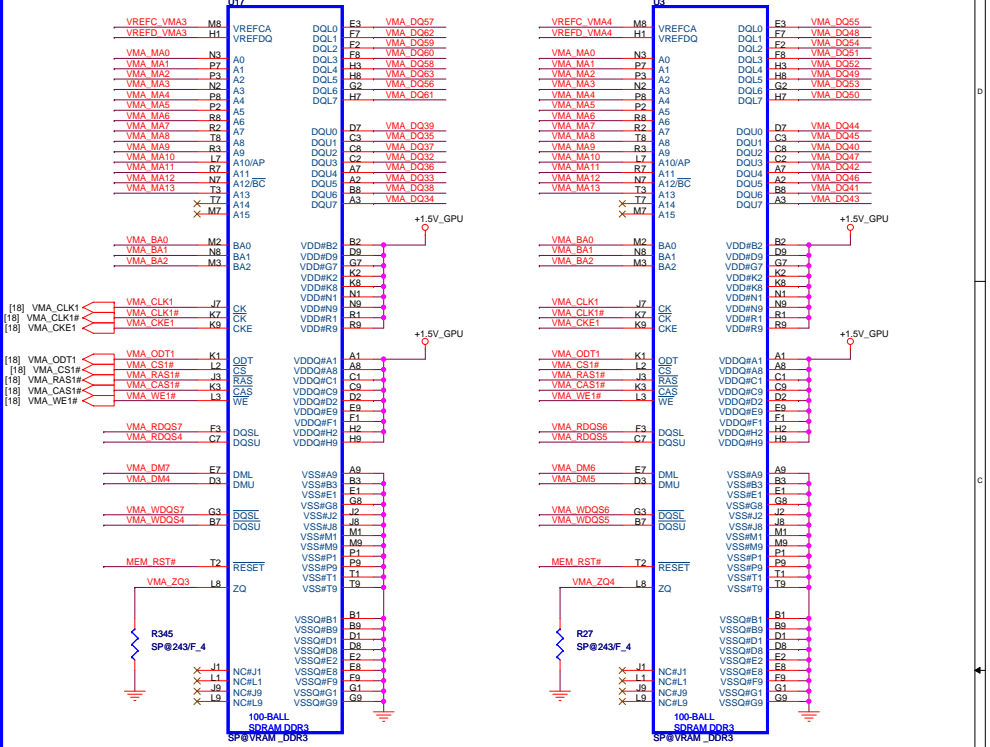 U17
VREFC_VMA3 M8 VREFCA DQL0 E3 VMA_DQ57
VREFD_VMA3 H1 VREFDQ DQL1 F7 VMA_DQ62
DQL2 F2 VMA_DQ59
VMA_MA0 N3 A0 DQL3 F8 VMA_DQ60
VMA_MA1 P7 A1 DQL4 H3 VMA_DQ58
VMA_MA2 P3 A2 DQL5 H8 VMA_DQ63
VMA_MA3 N2 A3 DQL6 G2 VMA_DQ56
VMA_MA4 P8 A4 DQL7 H7 VMA_DQ61
VMA_MA5 P2 A5
VMA_MA6 R8 A6
VMA_MA7 R2 A7 DQU0 D7 VMA_DQ39
VMA_MA8 T8 A8 DQU1 C3 VMA_DQ35
VMA_MA9 R3 A9 DQU2 C8 VMA_DQ37
VMA_MA10 L7 A10/AP DQU3 C2 VMA_DQ32
VMA_MA11 R7 A11 DQU4 A7 VMA_DQ36
VMA_MA12 N7 A12/BC DQU5 A2 VMA_DQ33
VMA_MA13 T3 A13 DQU6 B8 VMA_DQ38
T7 A14 DQU7 A3 VMA_DQ34
M7 A15
+1.5V_GPU
VMA_BA0 M2 BA0 VDD#B2 B2
VMA_BA1 N8 BA1 VDD#D9 D9
VMA_BA2 M3 BA2 VDD#G7 G7
VDD#K2 K2
VDD#K8 K8
VDD#N1 N1
[18] VMA_CLK1 VMA_CLK1 J7 CK VDD#N9 N9
[18] VMA_CLK1# VMA_CLK1# K7 CK VDD#R1 R1
[18] VMA_CKE1 VMA_CKE1 K9 CKE VDD#R9 R9
+1.5V_GPU
[18] VMA_ODT1 VMA_ODT1 K1 ODT VDDQ#A1 A1
[18] VMA_CS1# VMA_CS1# L2 CS VDDQ#A8 A8
[18] VMA_RAS1# VMA_RAS1# J3 RAS VDDQ#C1 C1
[18] VMA_CAS1# VMA_CAS1# K3 CAS VDDQ#C9 C9
[18] VMA_WE1# VMA_WE1# L3 WE VDDQ#D2 D2
VDDQ#E9 E9
VDDQ#F1 F1
VMA_RDQS7 F3 DQSL VDDQ#H2 H2
VMA_RDQS4 C7 DQSU VDDQ#H9 H9
VMA_DM7 E7 DML VSS#A9 A9
VMA_DM4 D3 DMU VSS#B3 B3
VSS#E1 E1
VSS#G8 G8
VMA_WDQS7 G3 DQSL VSS#J2 J2
VMA_WDQS4 B7 DQSU VSS#J8 J8
VSS#M1 M1
VSS#M9 M9
VSS#P1 P1
MEM_RST# T2 RESET VSS#P9 P9
VSS#T1 T1
VMA_ZQ3 L8 ZQ VSS#T9 T9
VSSQ#B1 B1
R345 VSSQ#B9 B9
SP@243/F_4 VSSQ#D1 D1
VSSQ#D8 D8
VSSQ#E2 E2
J1 NC#J1 VSSQ#E8 E8
L1 NC#L1 VSSQ#F9 F9
J9 NC#J9 VSSQ#G1 G1
L9 NC#L9 VSSQ#G9 G9
100-BALL
SDRAM DDR3
SP@VRAM _DDR3
U3
VREFC_VMA4 M8 VREFCA DQL0 E3 VMA_DQ55
VREFD_VMA4 H1 VREFDQ DQL1 F7 VMA_DQ48
DQL2 F2 VMA_DQ54
VMA_MA0 N3 A0 DQL3 F8 VMA_DQ51
VMA_MA1 P7 A1 DQL4 H3 VMA_DQ52
VMA_MA2 P3 A2 DQL5 H8 VMA_DQ49
VMA_MA3 N2 A3 DQL6 G2 VMA_DQ53
VMA_MA4 P8 A4 DQL7 H7 VMA_DQ50
VMA_MA5 P2 A5
VMA_MA6 R8 A6
VMA_MA7 R2 A7 DQU0 D7 VMA_DQ44
VMA_MA8 T8 A8 DQU1 C3 VMA_DQ45
VMA_MA9 R3 A9 DQU2 C8 VMA_DQ40
VMA_MA10 L7 A10/AP DQU3 C2 VMA_DQ47
VMA_MA11 R7 A11 DQU4 A7 VMA_DQ42
VMA_MA12 N7 A12/BC DQU5 A2 VMA_DQ46
VMA_MA13 T3 A13 DQU6 B8 VMA_DQ41
T7 A14 DQU7 A3 VMA_DQ43
M7 A15
+1.5V_GPU
VMA_BA0 M2 BA0 VDD#B2 B2
VMA_BA1 N8 BA1 VDD#D9 D9
VMA_BA2 M3 BA2 VDD#G7 G7
VDD#K2 K2
VDD#K8 K8
VDD#N1 N1
VMA_CLK1 J7 CK VDD#N9 N9
VMA_CLK1# K7 CK VDD#R1 R1
VMA_CKE1 K9 CKE VDD#R9 R9
+1.5V_GPU
VMA_ODT1 K1 ODT VDDQ#A1 A1
VMA_CS1# L2 CS VDDQ#A8 A8
VMA_RAS1# J3 RAS VDDQ#C1 C1
VMA_CAS1# K3 CAS VDDQ#C9 C9
VMA_WE1# L3 WE VDDQ#D2 D2
VDDQ#E9 E9
VDDQ#F1 F1
VMA_RDQS6 F3 DQSL VDDQ#H2 H2
VMA_RDQS5 C7 DQSU VDDQ#H9 H9
VMA_DM6 E7 DML VSS#A9 A9
VMA_DM5 D3 DMU VSS#B3 B3
VSS#E1 E1
VSS#G8 G8
VMA_WDQS6 G3 DQSL VSS#J2 J2
VMA_WDQS5 B7 DQSU VSS#J8 J8
VSS#M1 M1
VSS#M9 M9
VSS#P1 P1
MEM_RST# T2 RESET VSS#P9 P9
VSS#T1 T1
VMA_ZQ4 L8 ZQ VSS#T9 T9
VSSQ#B1 B1
R27 VSSQ#B9 B9
SP@243/F_4 VSSQ#D1 D1
VSSQ#D8 D8
VSSQ#E2 E2
J1 NC#J1 VSSQ#E8 E8
L1 NC#L1 VSSQ#F9 F9
J9 NC#J9 VSSQ#G1 G1
L9 NC#L9 VSSQ#G9 G9
100-BALL
SDRAM DDR3
SP@VRAM _DDR3
D
C